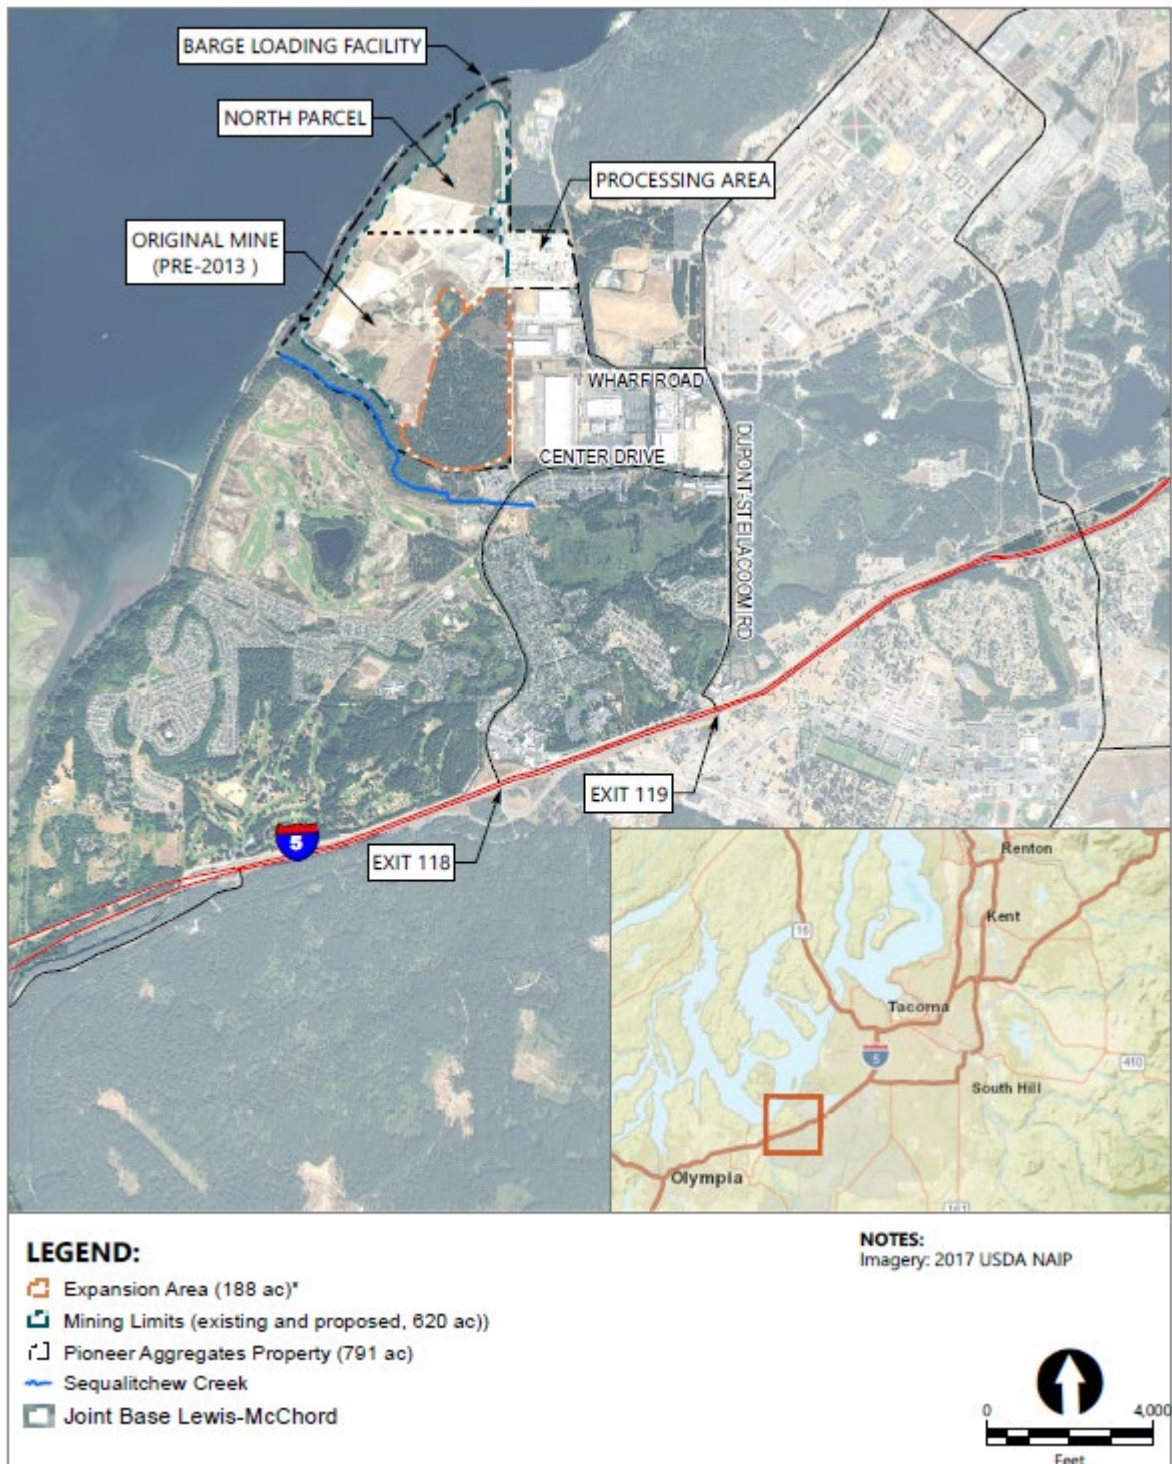 BARGE LOADING FACILITY
NORTH PARCEL
PROCESSING AREA
ORIGINAL MINE
(PRE-2013 )
WHARF ROAD
CENTER DRIVE
DUPONT-STEILACOOM RD
EXIT 119
5
EXIT 118
Renton
Kent
16
Tacoma
5
410
South Hill
Olympia
161
LEGEND:
Expansion Area (188 ac)*
Mining Limits (existing and proposed, 620 ac))
Pioneer Aggregates Property (791 ac)
Sequalitchew Creek
Joint Base Lewis-McChord
NOTES:
Imagery: 2017 USDA NAIP
0 4,000
Feet